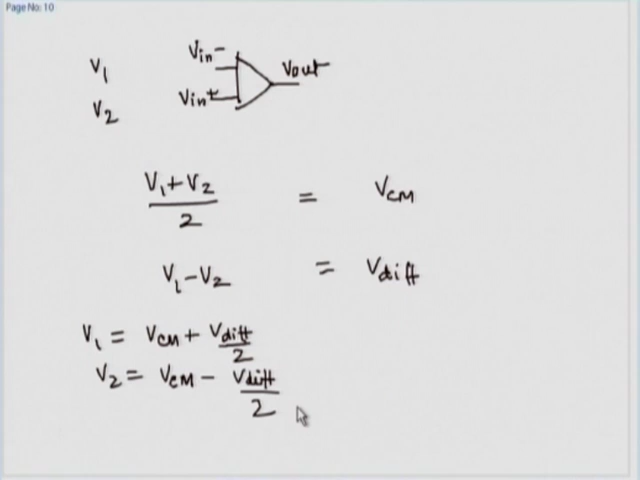 Page No: 10
V₁ Vin- Vout
V₂ Vin+
V₁+V₂/2 = VCM
V₁-V₂ = Vdiff
V₁ = VCM + Vdiff/2
V₂ = VCM - Vdiff/2